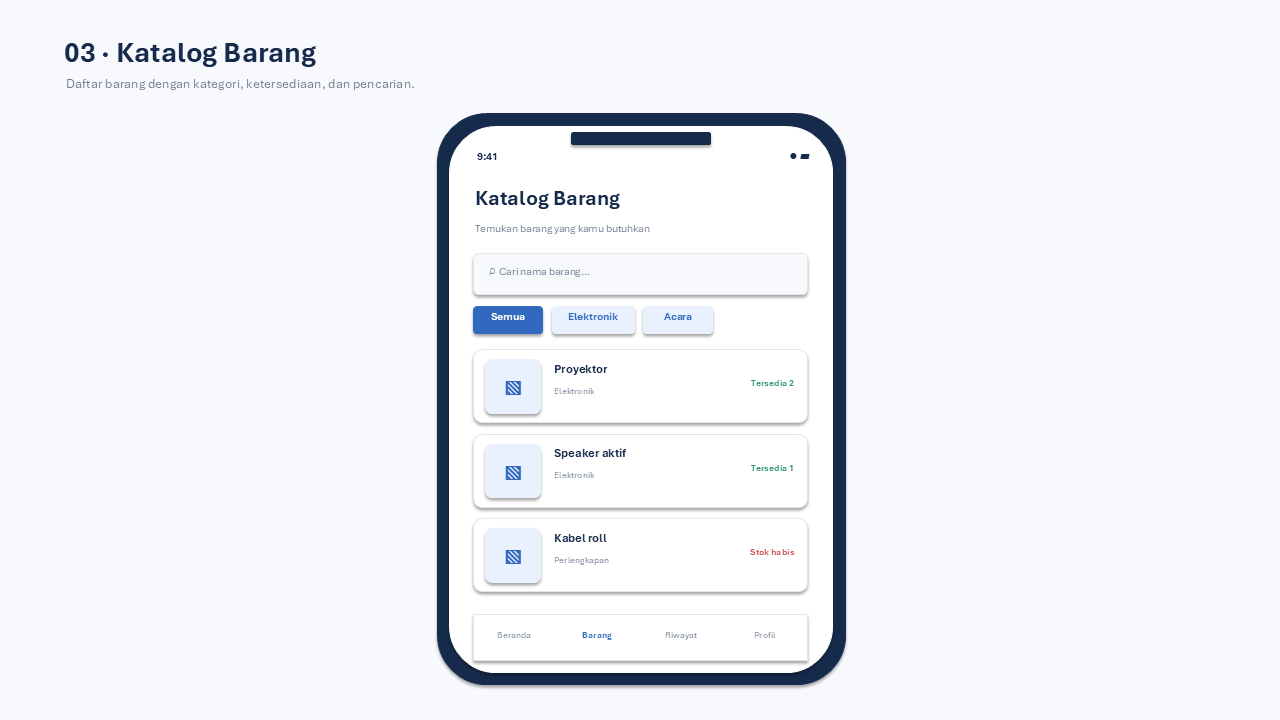 03 · Katalog Barang
Daftar barang dengan kategori, ketersediaan, dan pencarian.
9:41
Katalog Barang
Temukan barang yang kamu butuhkan
⌕ Cari nama barang...
Semua
Elektronik
Acara
Proyektor
Elektronik
Tersedia 2
Speaker aktif
Elektronik
Tersedia 1
Kabel roll
Perlengkapan
Stok habis
Beranda
Barang
Riwayat
Profil